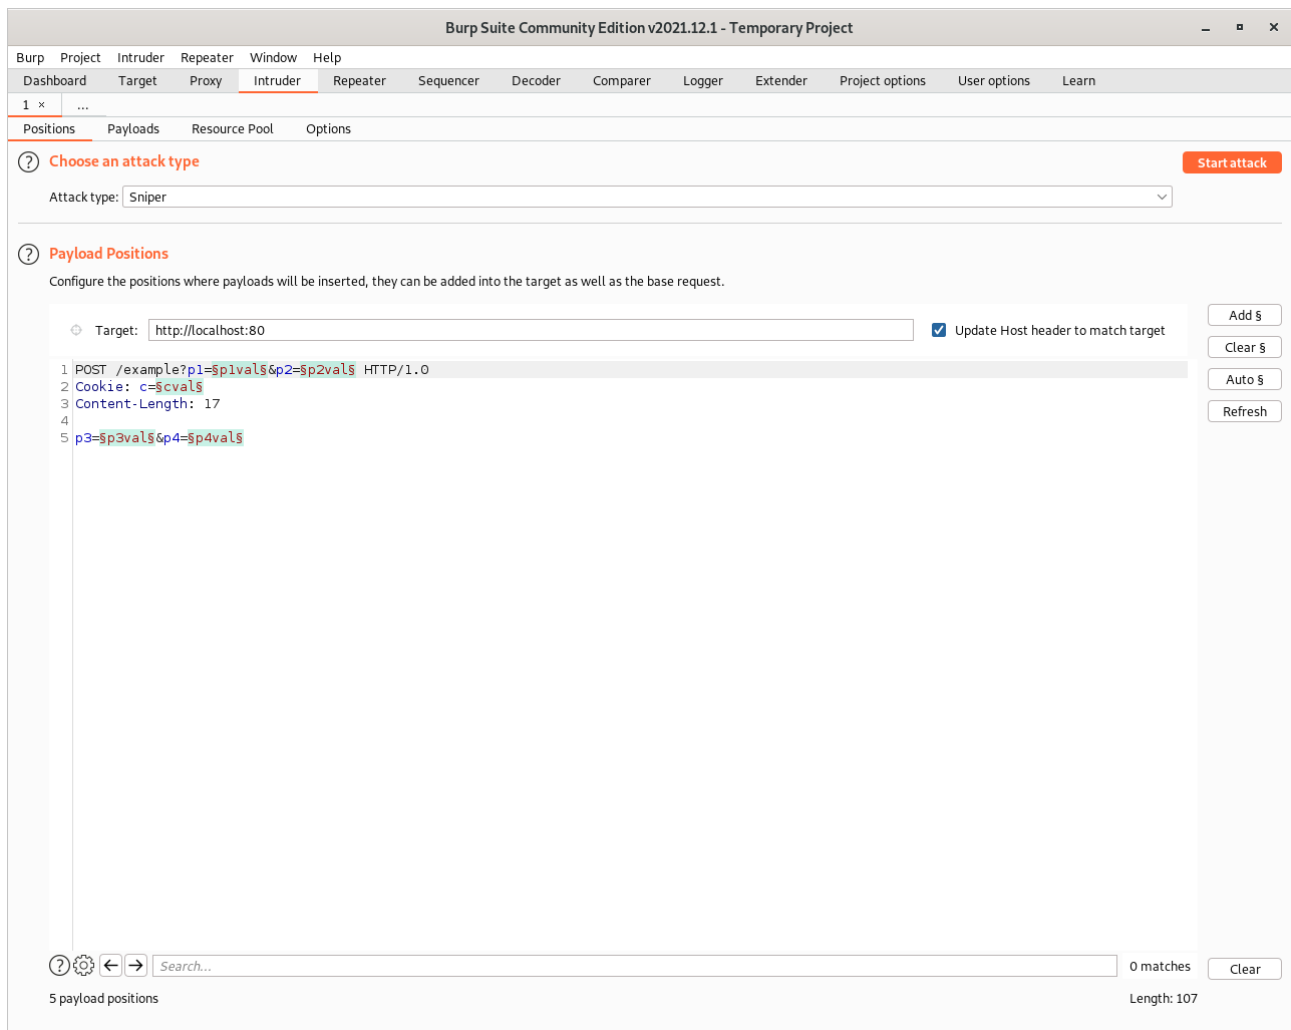 Burp Suite Community Edition v2021.12.1 - Temporary Project
Burp Project Intruder Repeater Window Help
Dashboard Target Proxy Intruder Repeater Sequencer Decoder Comparer Logger Extender Project options User options Learn
1 × ...
Positions Payloads Resource Pool Options
? Choose an attack type
Start attack
Attack type: Sniper
? Payload Positions
Configure the positions where payloads will be inserted, they can be added into the target as well as the base request.
Target: http://localhost:80 Update Host header to match target
Add §
Clear §
Auto §
Refresh
1 POST /example?p1=§p1val§&p2=§p2val§ HTTP/1.0
2 Cookie: c=§cval§
3 Content-Length: 17
4
5 p3=§p3val§&p4=§p4val§
? Search... 0 matches Clear
5 payload positions Length: 107